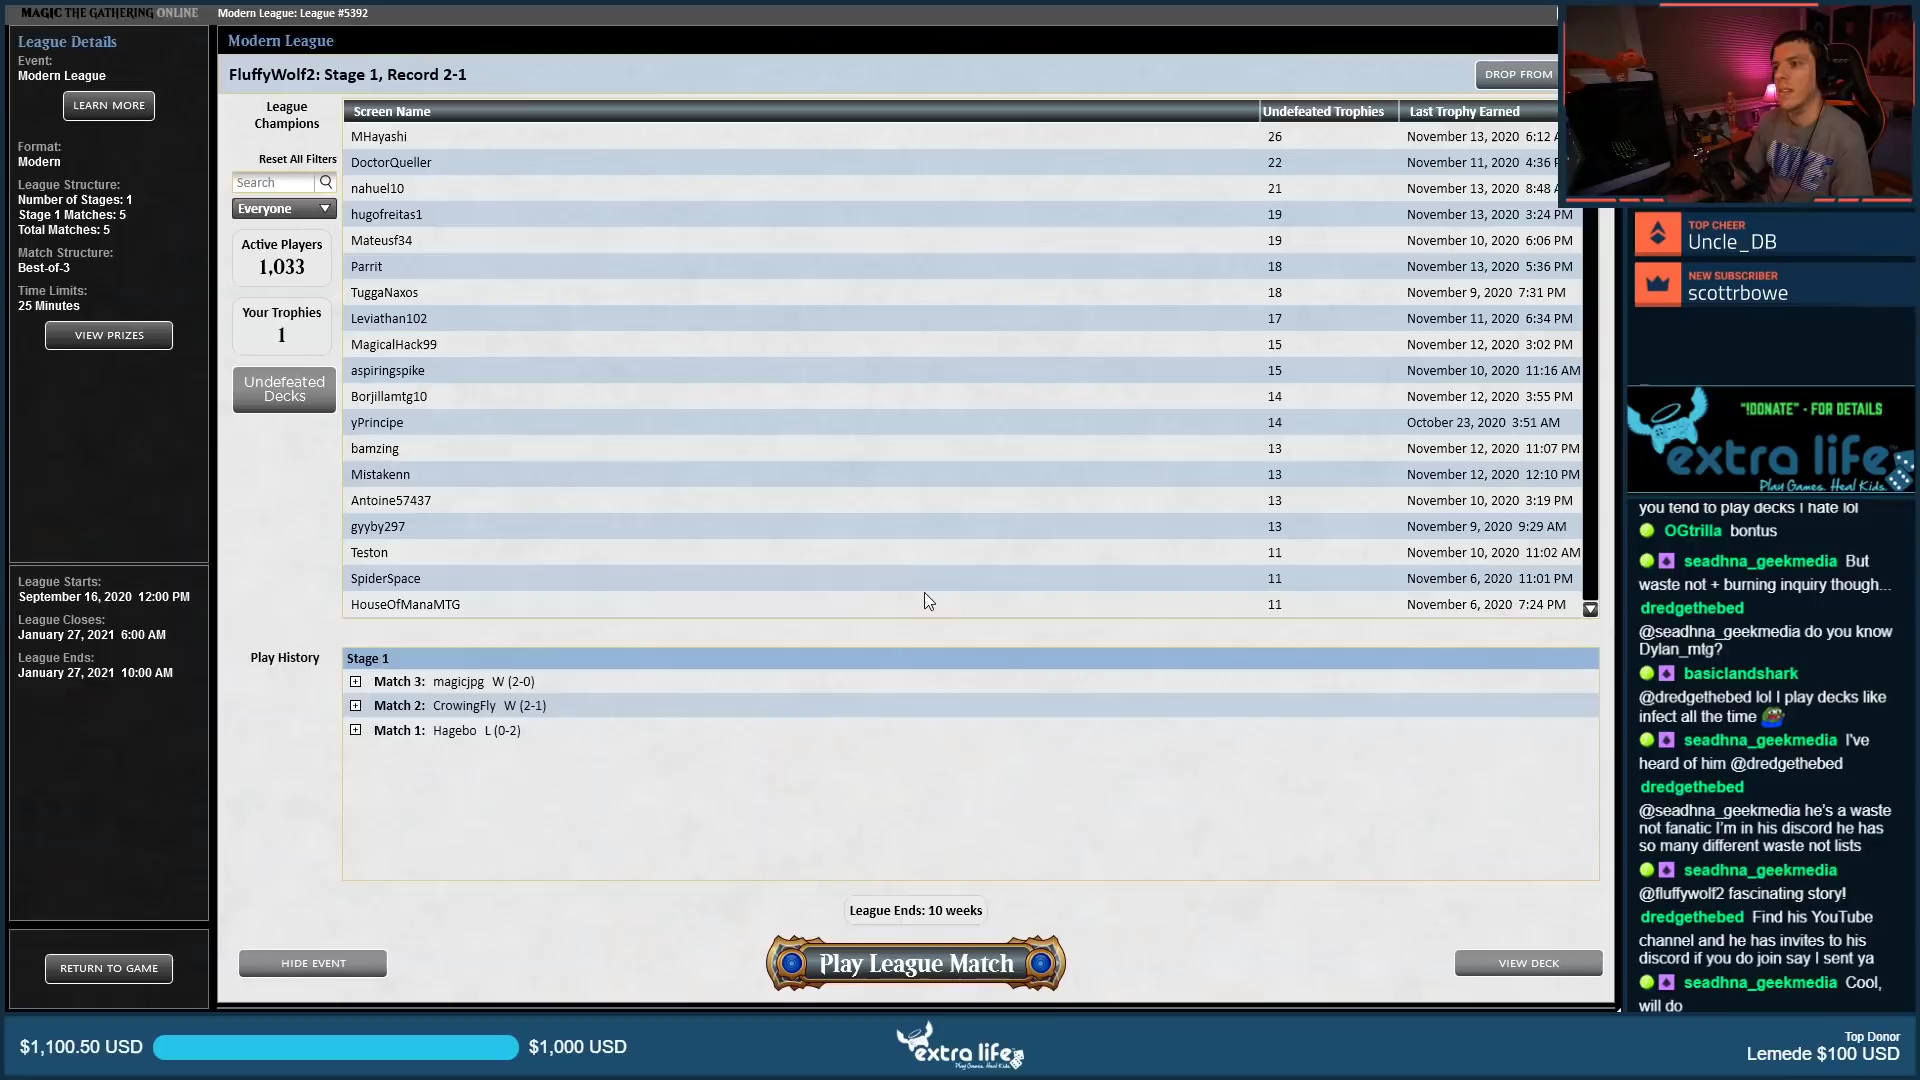 MAGIC THE GATHERING ONLINE
Modern League: League #5392
League Details
Event:
Modern League
LEARN MORE
Format:
Modern
League Structure:
Number of Stages: 1
Stage 1 Matches: 5
Total Matches: 5
Match Structure:
Best-of-3
Time Limits:
25 Minutes
VIEW PRIZES
League Starts:
September 16, 2020 12:00 PM
League Closes:
January 27, 2021 6:00 AM
League Ends:
January 27, 2021 10:00 AM
RETURN TO GAME
Modern League
FluffyWolf2: Stage 1, Record 2-1
DROP FROM
League
Champions
Reset All Filters
Search
Everyone
Active Players
1,033
Your Trophies
1
Undefeated
Decks
Screen Name Undefeated Trophies Last Trophy Earned
MHayashi 26 November 13, 2020 6:12
DoctorQueller 22 November 11, 2020 4:36
nahuel10 21 November 13, 2020 8:48
hugofreitas1 19 November 13, 2020 3:24 PM
Mateusf34 19 November 10, 2020 6:06 PM
Parrit 18 November 13, 2020 5:36 PM
TuggaNaxos 18 November 9, 2020 7:31 PM
Leviathan102 17 November 11, 2020 6:34 PM
MagicalHack99 15 November 12, 2020 3:02 PM
aspiringspike 15 November 10, 2020 11:16 AM
Borjillamtg10 14 November 12, 2020 3:55 PM
yPrincipe 14 October 23, 2020 3:51 AM
bamzing 13 November 12, 2020 11:07 PM
Mistakenn 13 November 12, 2020 12:10 PM
Antoine57437 13 November 10, 2020 3:19 PM
gyyby297 13 November 9, 2020 9:29 AM
Teston 11 November 10, 2020 11:02 AM
SpiderSpace 11 November 6, 2020 11:01 PM
HouseOfManaMTG 11 November 6, 2020 7:24 PM
Play History
Stage 1
Match 3: magicjpg W (2-0)
Match 2: CrowingFly W (2-1)
Match 1: Hagebo L (0-2)
League Ends: 10 weeks
HIDE EVENT
Play League Match
VIEW DECK
TOP CHEER
Uncle_DB
NEW SUBSCRIBER
scottrbowe
"!DONATE" - FOR DETAILS
extra life
Play Games. Heal Kids.
you tend to play decks I hate lol
OGtrilla bontus
seadhna_geekmedia But
waste not + burning inquiry though...
dredgethebed
@seadhna_geekmedia do you know
Dylan_mtg?
basiclandshark
@dredgethebed lol I play decks like
infect all the time
seadhna_geekmedia I've
heard of him @dredgethebed
dredgethebed
@seadhna_geekmedia he's a waste
not fanatic I'm in his discord he has
so many different waste not lists
seadhna_geekmedia
@fluffywolf2 fascinating story!
dredgethebed Find his YouTube
channel and he has invites to his
discord if you do join say I sent ya
seadhna_geekmedia Cool,
will do
$1,100.50 USD
$1,000 USD
extra life
Play Games. Heal Kids.
Top Donor
Lemede $100 USD